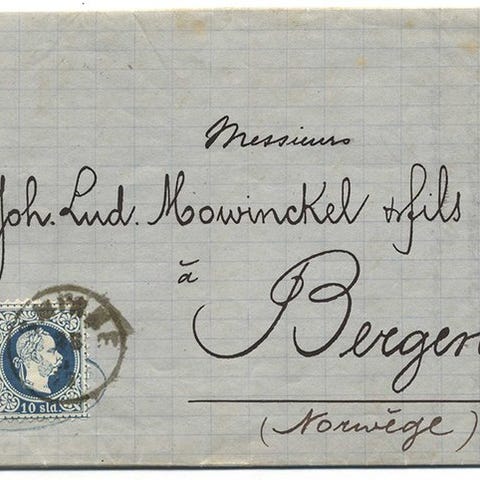 Messieurs
Joh. Lud. Mowinckel & fils
à
Bergen
(Norwège)
10 sld.